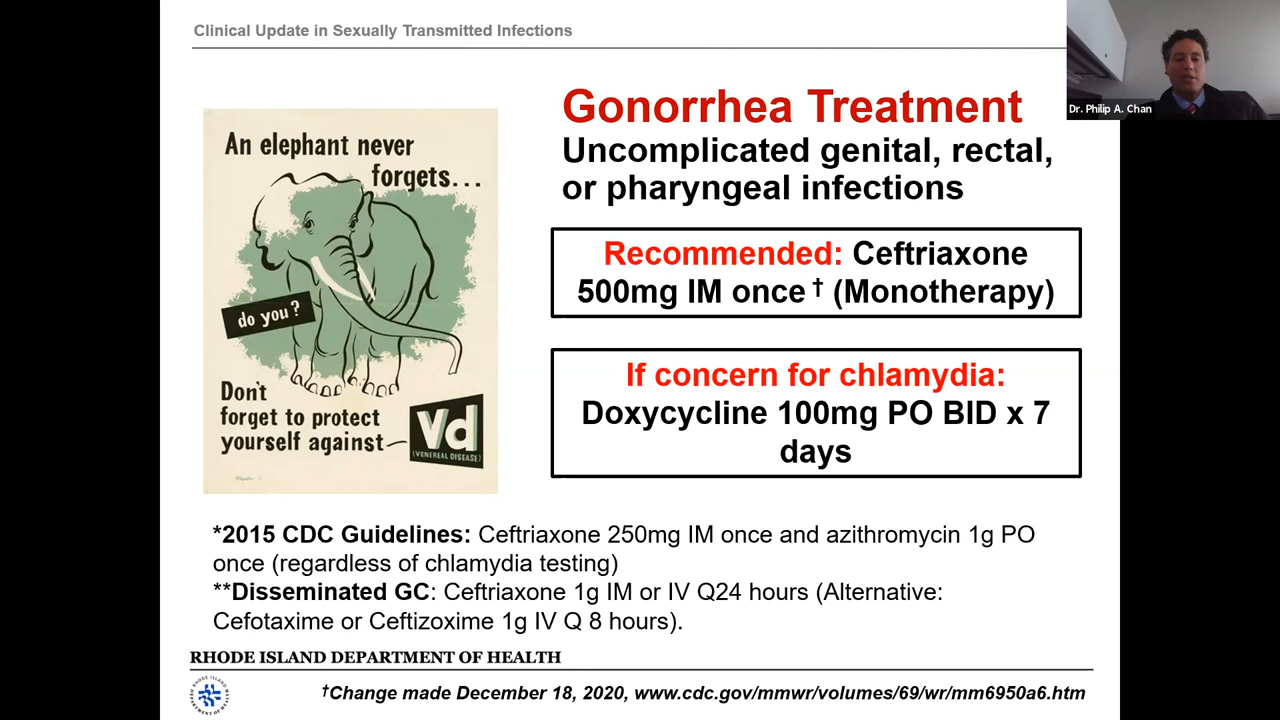 Clinical Update in Sexually Transmitted Infections
Dr. Philip A. Chan
An elephant never
forgets...
do you?
Don't
forget to protect
yourself against—
Vd
(VENEREAL DISEASE)
Gonorrhea Treatment
Uncomplicated genital, rectal,
or pharyngeal infections
Recommended: Ceftriaxone
500mg IM once † (Monotherapy)
If concern for chlamydia:
Doxycycline 100mg PO BID x 7
days
*2015 CDC Guidelines: Ceftriaxone 250mg IM once and azithromycin 1g PO
once (regardless of chlamydia testing)
**Disseminated GC: Ceftriaxone 1g IM or IV Q24 hours (Alternative:
Cefotaxime or Ceftizoxime 1g IV Q 8 hours).
RHODE ISLAND DEPARTMENT OF HEALTH
†Change made December 18, 2020, www.cdc.gov/mmwr/volumes/69/wr/mm6950a6.htm